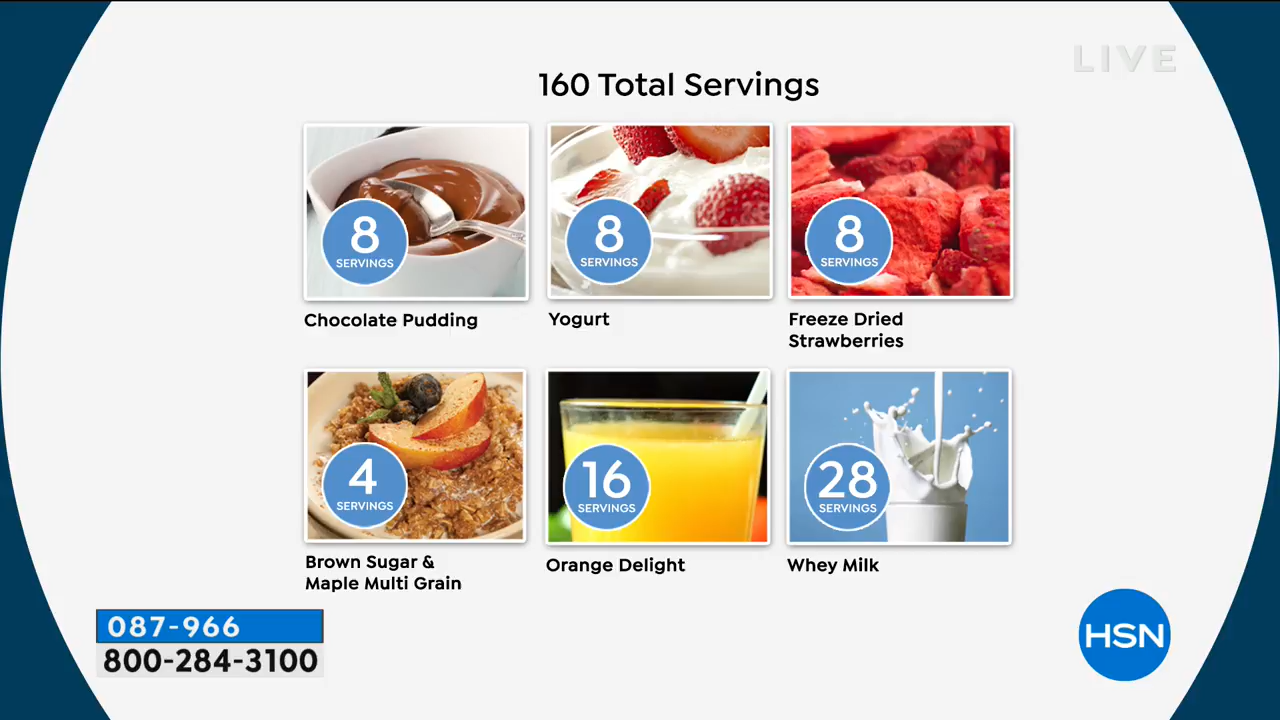 LIVE
160 Total Servings
8
SERVINGS
8
SERVINGS
8
SERVINGS
Chocolate Pudding
Yogurt
Freeze Dried
Strawberries
4
SERVINGS
16
SERVINGS
28
SERVINGS
Brown Sugar &
Maple Multi Grain
Orange Delight
Whey Milk
087-966
800-284-3100
HSN